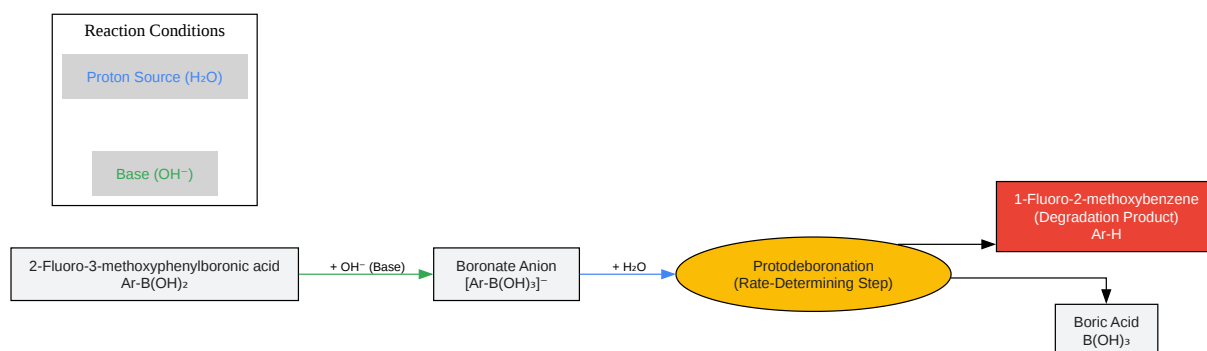 Reaction Conditions
Proton Source (H₂O)
Base (OH⁻)
2-Fluoro-3-methoxyphenylboronic acid
Ar-B(OH)₂
+ OH⁻ (Base)
Boronate Anion
[Ar-B(OH)₃]⁻
+ H₂O
Protodeboronation
(Rate-Determining Step)
1-Fluoro-2-methoxybenzene
(Degradation Product)
Ar-H
Boric Acid
B(OH)₃